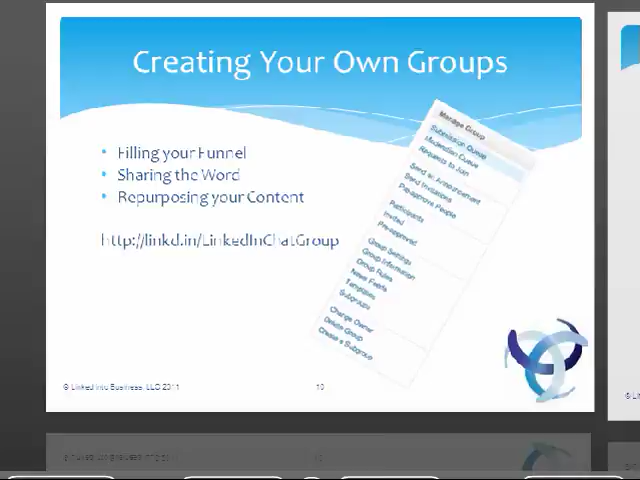 Creating Your Own Groups
• Filling your Funnel
• Sharing the Word
• Repurposing your Content
http://linkd.in/LinkedInChatGroup
Manage Group
Submission Queue
Moderation Queue
Requests to Join
Send an Announcement
Send Invitations
Pre-approve People
Participants
Invited
Pre-approved
Group Settings
Group Information
Group Rules
News Feeds
Templates
Subgroups
Change Owner
Delete Group
Create a Subgroup
© Linked Into Business, LLC 2011
10